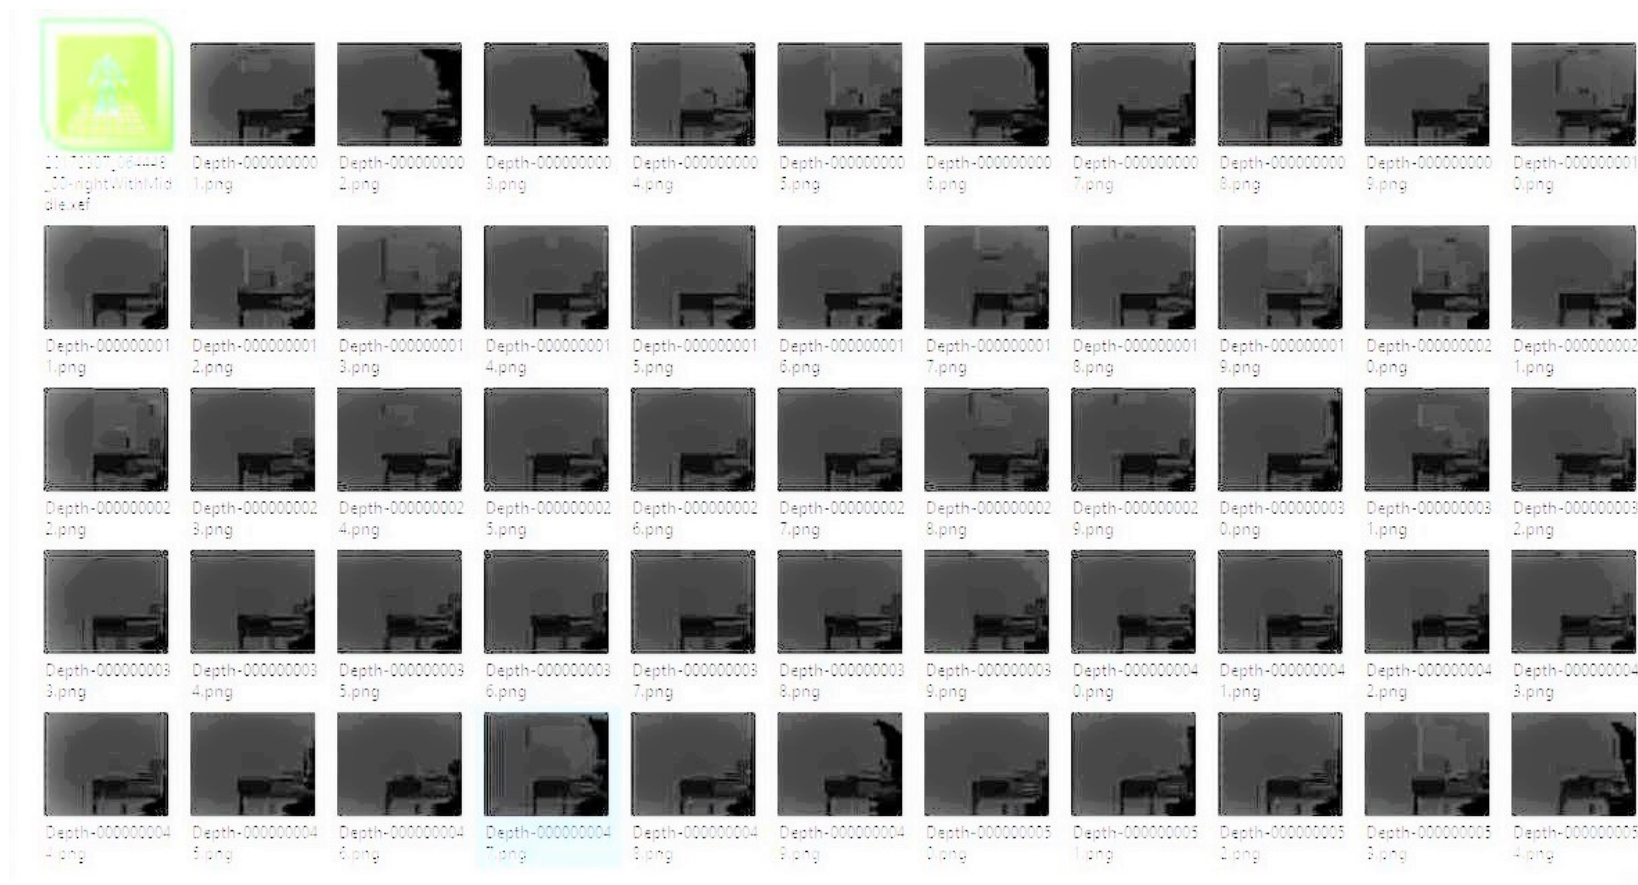 _00-rightWithMid
dle.xef
Depth-000000000
1.png
Depth-000000000
2.png
Depth-000000000
3.png
Depth-000000000
4.png
Depth-000000000
5.png
Depth-000000000
6.png
Depth-000000000
7.png
Depth-000000000
8.png
Depth-000000000
9.png
Depth-000000001
0.png
Depth-000000001
1.png
Depth-000000001
2.png
Depth-000000001
3.png
Depth-000000001
4.png
Depth-000000001
5.png
Depth-000000001
6.png
Depth-000000001
7.png
Depth-000000001
8.png
Depth-000000001
9.png
Depth-000000002
0.png
Depth-000000002
1.png
Depth-000000002
2.png
Depth-000000002
3.png
Depth-000000002
4.png
Depth-000000002
5.png
Depth-000000002
6.png
Depth-000000002
7.png
Depth-000000002
8.png
Depth-000000002
9.png
Depth-000000003
0.png
Depth-000000003
1.png
Depth-000000003
2.png
Depth-000000003
3.png
Depth-000000003
4.png
Depth-000000003
5.png
Depth-000000003
6.png
Depth-000000003
7.png
Depth-000000003
8.png
Depth-000000003
9.png
Depth-000000004
0.png
Depth-000000004
1.png
Depth-000000004
2.png
Depth-000000004
3.png
Depth-000000004
4.png
Depth-000000004
5.png
Depth-000000004
6.png
Depth-000000004
7.png
Depth-000000004
8.png
Depth-000000004
9.png
Depth-000000005
0.png
Depth-000000005
1.png
Depth-000000005
2.png
Depth-000000005
3.png
Depth-000000005
4.png